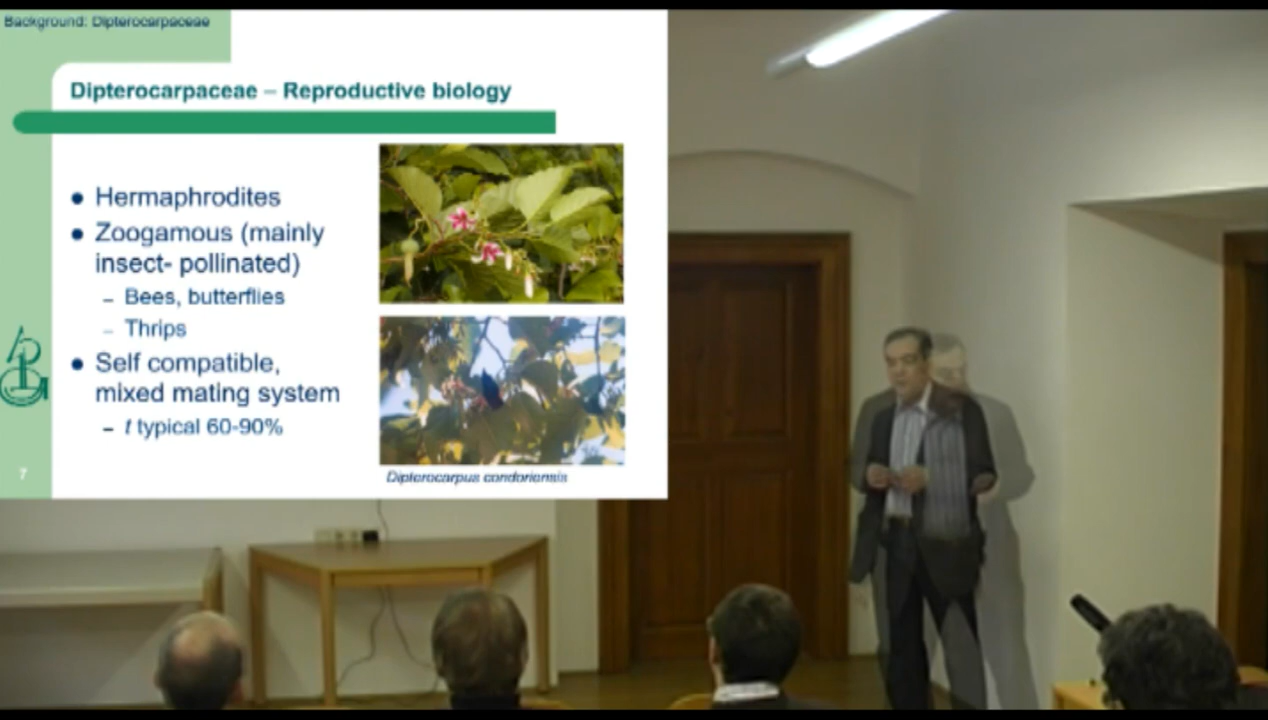 Background: Dipterocarpaceae
Dipterocarpaceae – Reproductive biology
● Hermaphrodites
● Zoogamous (mainly
insect- pollinated)
– Bees, butterflies
– Thrips
● Self compatible,
mixed mating system
– t typical 60-90%
Dipterocarpus condoriensis
7